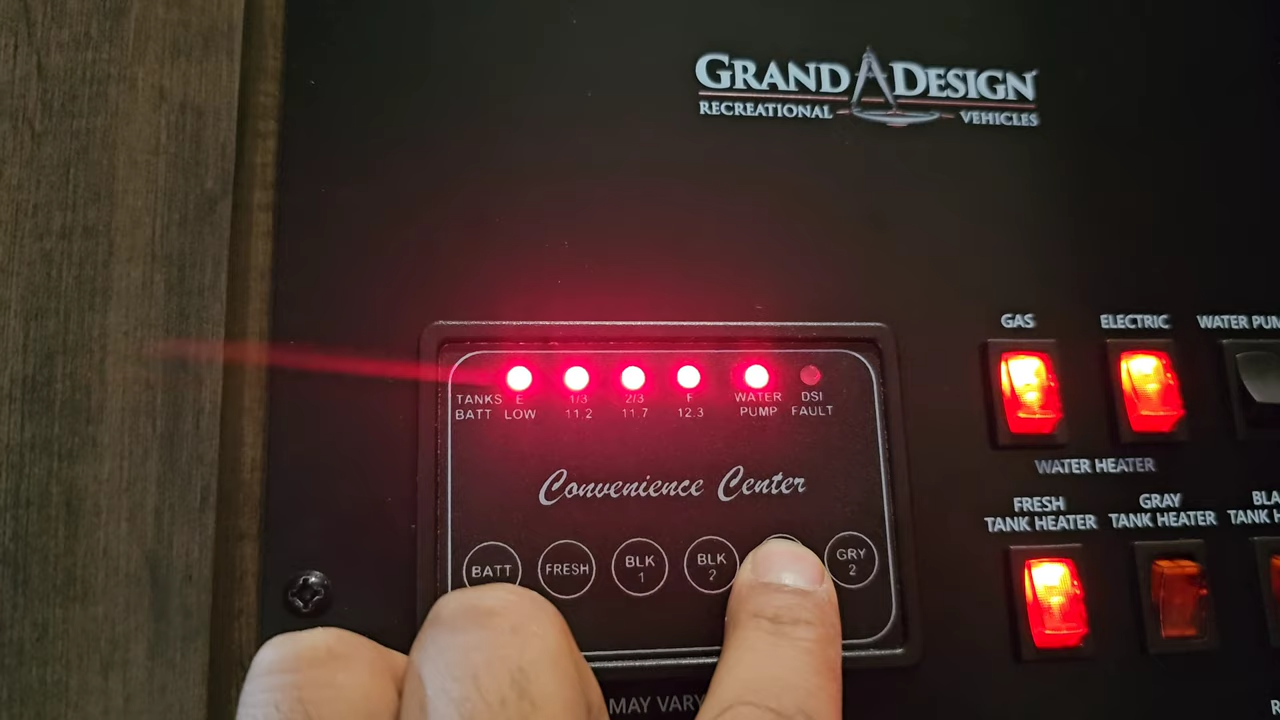 GRAND DESIGN
RECREATIONAL VEHICLES
GAS
ELECTRIC
WATER
TANKS E 1/3 2/3 F WATER DSI
BATT LOW 11.2 11.7 12.3 PUMP FAULT
WATER HEATER
Convenience Center
FRESH
TANK HEATER
GRAY
TANK HEATER
TANK
BATT
FRESH
BLK
1
BLK
2
GRY
2
MAY VARY